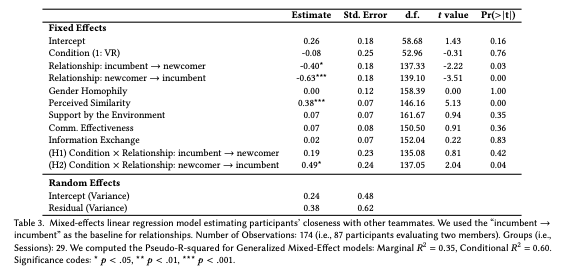 Estimate Std. Error d.f. t value Pr(>|t|)
Fixed Effects
Intercept 0.26 0.18 58.68 1.43 0.16
Condition (1: VR) -0.08 0.25 52.96 -0.31 0.76
Relationship: incumbent → newcomer -0.40* 0.18 137.33 -2.22 0.03
Relationship: newcomer → incumbent -0.63*** 0.18 139.10 -3.51 0.00
Gender Homophily 0.00 0.12 158.39 0.00 1.00
Perceived Similarity 0.38*** 0.07 146.16 5.13 0.00
Support by the Environment 0.07 0.07 161.67 0.94 0.35
Comm. Effectiveness 0.07 0.08 150.50 0.91 0.36
Information Exchange 0.02 0.07 152.04 0.22 0.83
(H1) Condition × Relationship: incumbent → newcomer 0.19 0.23 135.08 0.81 0.42
(H2) Condition × Relationship: newcomer → incumbent 0.49* 0.24 137.05 2.04 0.04
Random Effects
Intercept (Variance) 0.24 0.48
Residual (Variance) 0.38 0.62
Table 3. Mixed-effects linear regression model estimating participants' closeness with other teammates. We used the "incumbent →
incumbent" as the baseline for relationships. Number of Observations: 174 (i.e., 87 participants evaluating two members). Groups (i.e.,
Sessions): 29. We computed the Pseudo-R-squared for Generalized Mixed-Effect models: Marginal R² = 0.35, Conditional R² = 0.60.
Significance codes: * p < .05, ** p < .01, *** p < .001.